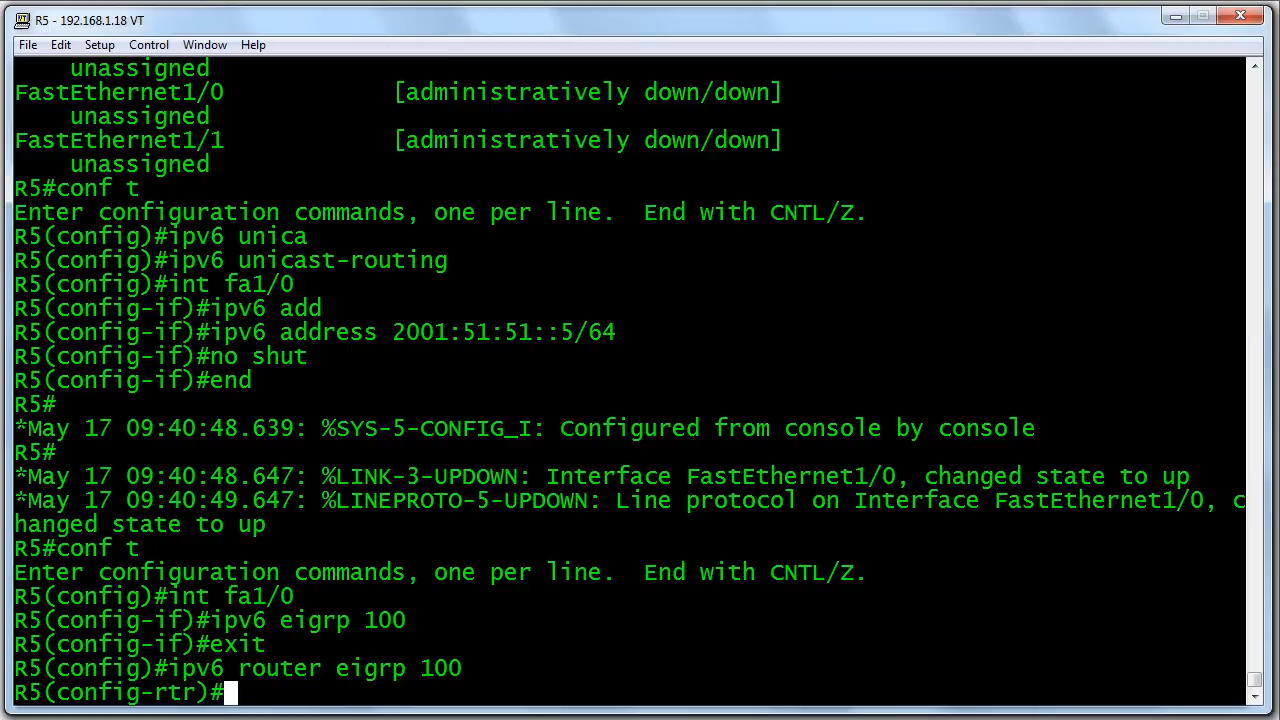 R5 - 192.168.1.18 VT
File Edit Setup Control Window Help
unassigned
FastEthernet1/0 [administratively down/down]
unassigned
FastEthernet1/1 [administratively down/down]
unassigned
R5#conf t
Enter configuration commands, one per line. End with CNTL/Z.
R5(config)#ipv6 unica
R5(config)#ipv6 unicast-routing
R5(config)#int fa1/0
R5(config-if)#ipv6 add
R5(config-if)#ipv6 address 2001:51:51::5/64
R5(config-if)#no shut
R5(config-if)#end
R5#
*May 17 09:40:48.639: %SYS-5-CONFIG_I: Configured from console by console
R5#
*May 17 09:40:48.647: %LINK-3-UPDOWN: Interface FastEthernet1/0, changed state to up
*May 17 09:40:49.647: %LINEPROTO-5-UPDOWN: Line protocol on Interface FastEthernet1/0, c
hanged state to up
R5#conf t
Enter configuration commands, one per line. End with CNTL/Z.
R5(config)#int fa1/0
R5(config-if)#ipv6 eigrp 100
R5(config-if)#exit
R5(config)#ipv6 router eigrp 100
R5(config-rtr)#